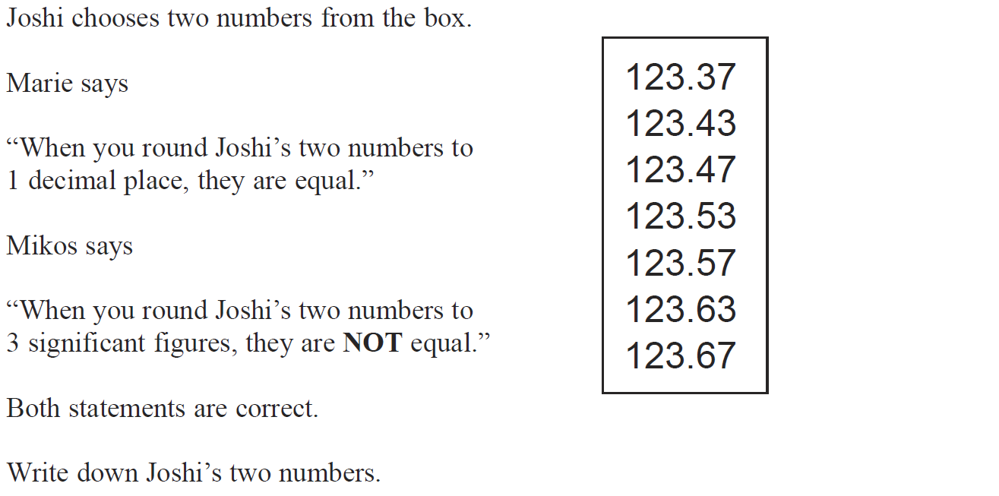 Joshi chooses two numbers from the box.
Marie says
“When you round Joshi’s two numbers to
1 decimal place, they are equal.”
Mikos says
“When you round Joshi’s two numbers to
3 significant figures, they are NOT equal.”
Both statements are correct.
Write down Joshi’s two numbers.
123.37
123.43
123.47
123.53
123.57
123.63
123.67